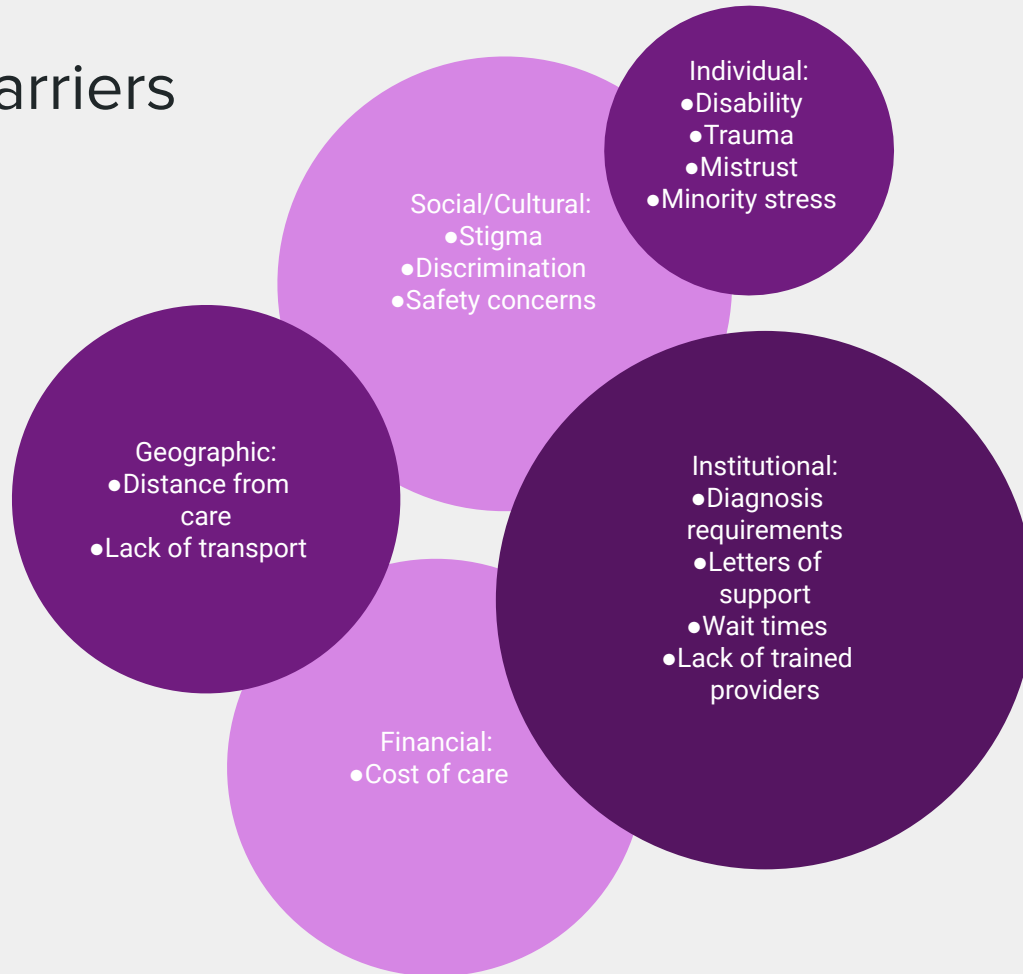 arriers
Individual:
●Disability
●Trauma
●Mistrust
●Minority stress
Social/Cultural:
●Stigma
●Discrimination
●Safety concerns
Geographic:
●Distance from
care
●Lack of transport
Institutional:
●Diagnosis
requirements
●Letters of
support
●Wait times
●Lack of trained
providers
Financial:
●Cost of care